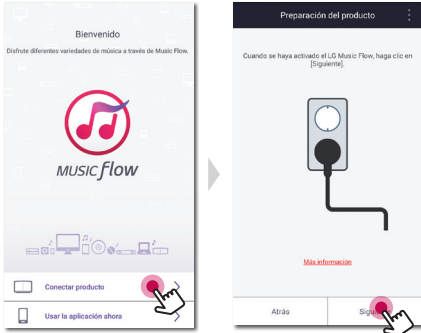 Bienvenido
Disfrute diferentes variedades de música a través de Music Flow.
MUSIC flow
Conectar producto
Usar la aplicación ahora
Preparación del producto
Cuando se haya activado el LG Music Flow, haga clic en
[Siguiente].
Más información
Atrás